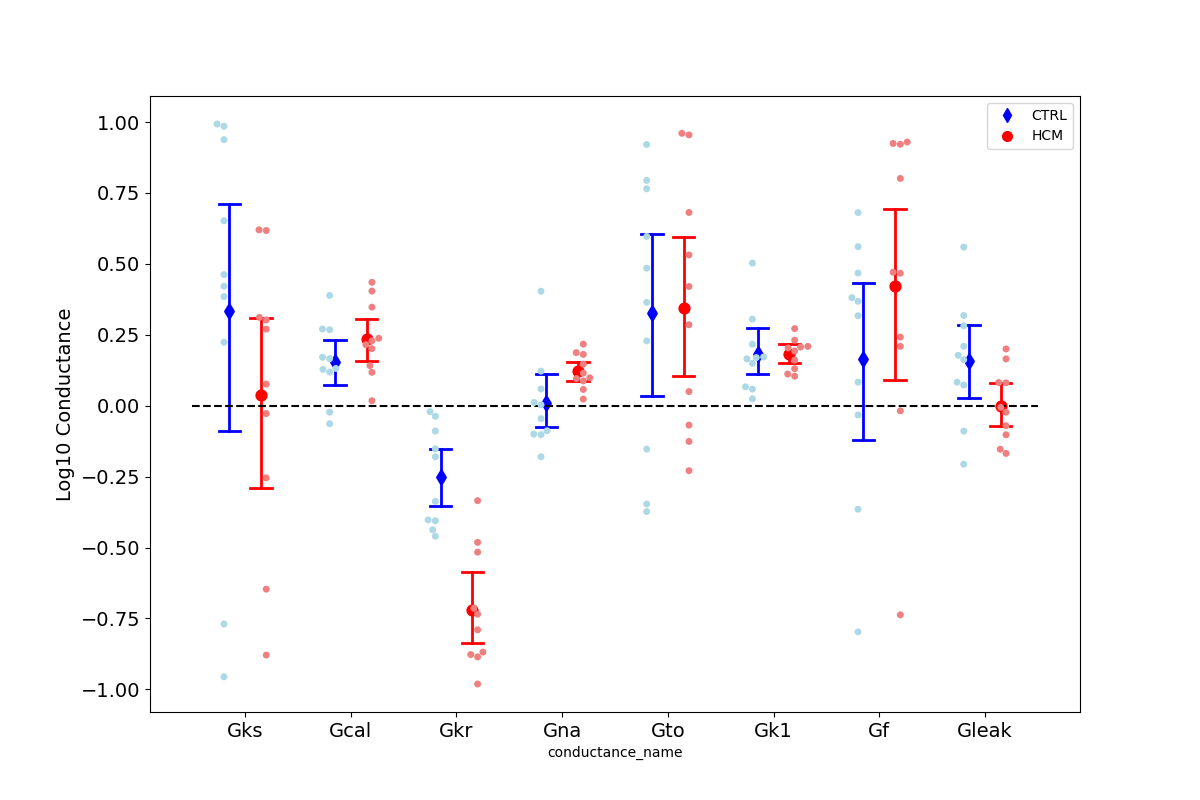 CTRL
HCM
1.00
0.75
0.50
0.25
0.00
−0.25
−0.50
−0.75
−1.00
Log10 Conductance
Gks Gcal Gkr Gna Gto Gk1 Gf Gleak
conductance_name